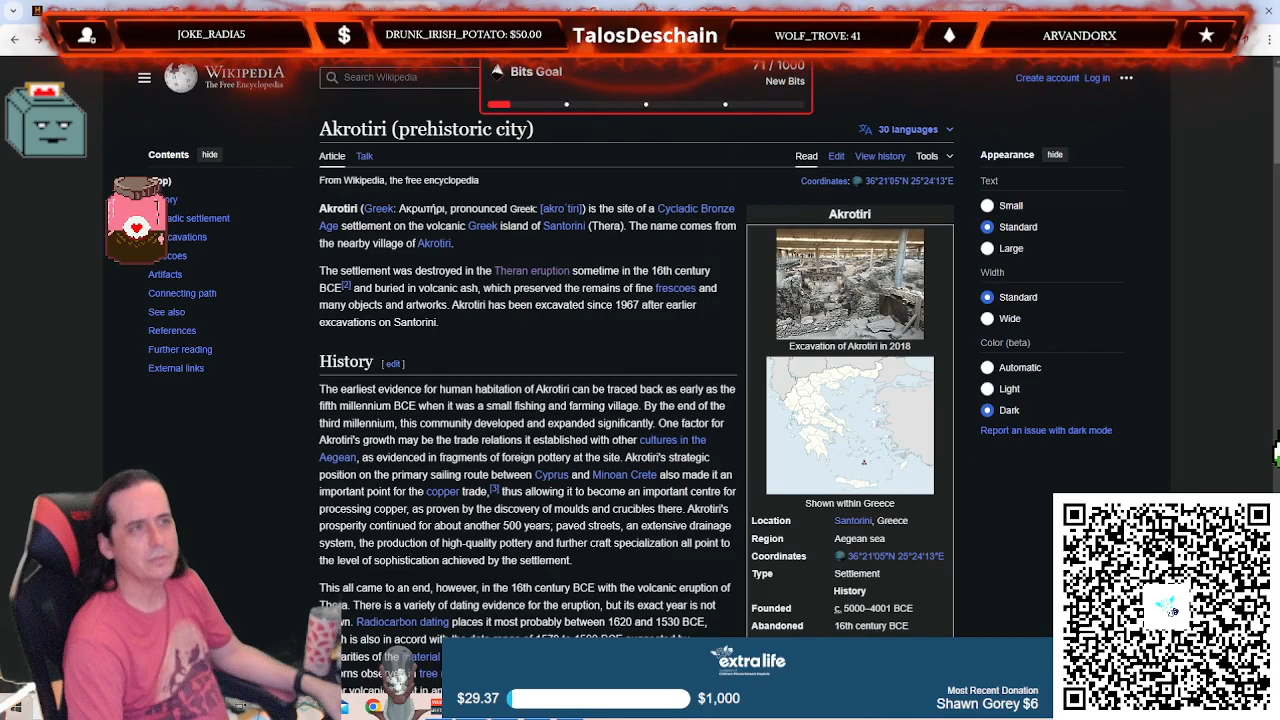 JOKE_RADIA5
$
DRUNK_IRISH_POTATO: $50.00
TalosDeschain
WOLF_TROVE: 41
ARVANDORX
WIKIPEDIA
The Free Encyclopedia
Search Wikipedia
Bits Goal
71 / 1000
New Bits
Create account Log in
Akrotiri (prehistoric city)
30 languages
Article Talk
Read Edit View history Tools
From Wikipedia, the free encyclopedia
Coordinates: 36°21′05″N 25°24′13″E
Contents hide
Artifacts
Connecting path
See also
References
Further reading
External links
Akrotiri (Greek: Ακρωτήρι, pronounced Greek: [akroˈtiri]) is the site of a Cycladic Bronze
Age settlement on the volcanic Greek island of Santorini (Thera). The name comes from
the nearby village of Akrotiri.
The settlement was destroyed in the Theran eruption sometime in the 16th century
BCE[2] and buried in volcanic ash, which preserved the remains of fine frescoes and
many objects and artworks. Akrotiri has been excavated since 1967 after earlier
excavations on Santorini.
History [ edit ]
The earliest evidence for human habitation of Akrotiri can be traced back as early as the
fifth millennium BCE when it was a small fishing and farming village. By the end of the
third millennium, this community developed and expanded significantly. One factor for
Akrotiri's growth may be the trade relations it established with other cultures in the
Aegean, as evidenced in fragments of foreign pottery at the site. Akrotiri's strategic
position on the primary sailing route between Cyprus and Minoan Crete also made it an
important point for the copper trade,[3] thus allowing it to become an important centre for
processing copper, as proven by the discovery of moulds and crucibles there. Akrotiri's
prosperity continued for about another 500 years; paved streets, an extensive drainage
system, the production of high-quality pottery and further craft specialization all point to
the level of sophistication achieved by the settlement.
This all came to an end, however, in the 16th century BCE with the volcanic eruption of
Thera. There is a variety of dating evidence for the eruption, but its exact year is not
Radiocarbon dating places it most probably between 1620 and 1530 BCE,
Akrotiri
Excavation of Akrotiri in 2018
Shown within Greece
Location Santorini, Greece
Region Aegean sea
Coordinates 36°21′05″N 25°24′13″E
Type Settlement
History
Founded c. 5000–4001 BCE
Abandoned 16th century BCE
Appearance hide
Text
Small
Standard
Large
Width
Standard
Wide
Color (beta)
Automatic
Light
Dark
Report an issue with dark mode
extralife
$29.37
$1,000
Most Recent Donation
Shawn Gorey $6